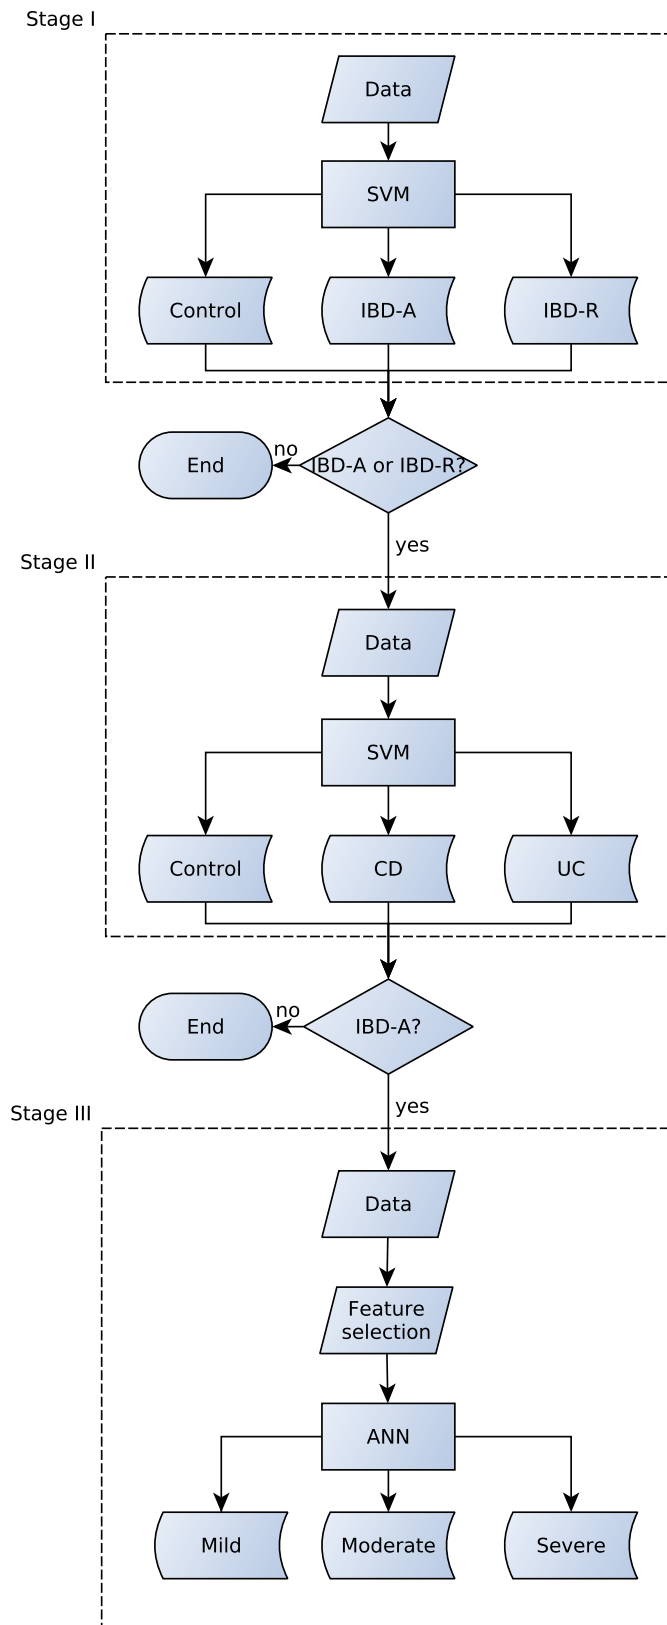 Stage I
Data
SVM
Control
IBD-A
IBD-R
IBD-A or IBD-R?
no
End
yes
Stage II
Data
SVM
Control
CD
UC
IBD-A?
no
End
yes
Stage III
Data
Feature
selection
ANN
Mild
Moderate
Severe